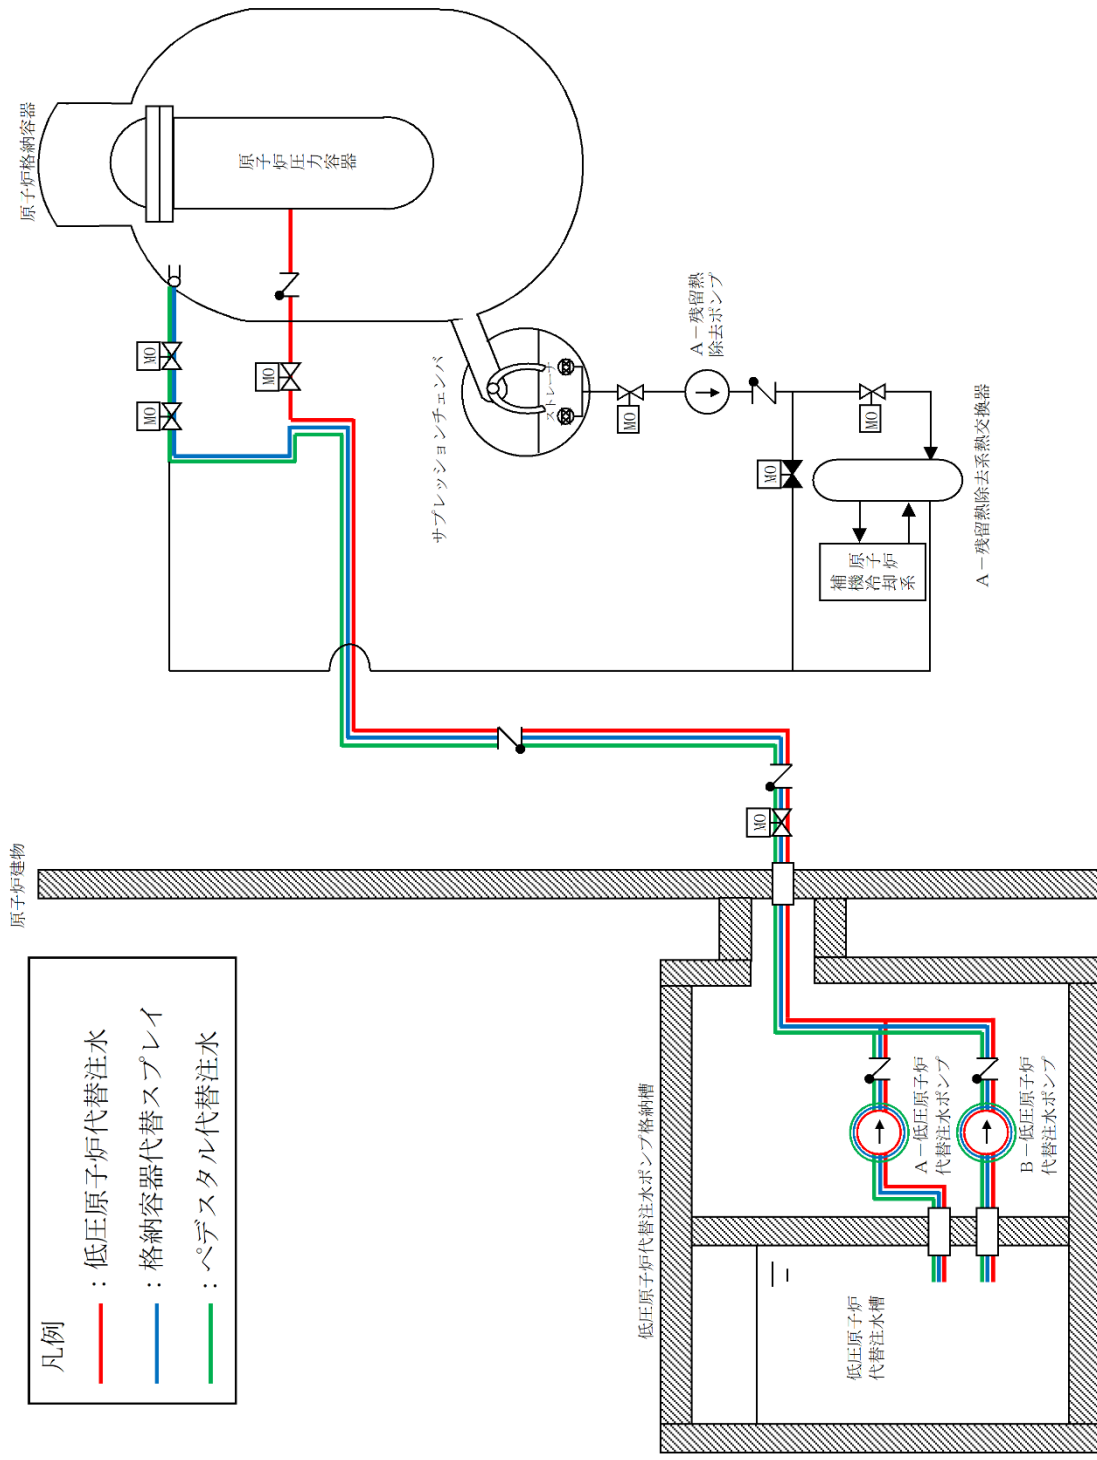 原子炉格納容器
原子炉圧力容器
MO
MO
MO
サプレッションチェンバ
ストレーナ
MO
A－残留熱
除去ポンプ
MO
MO
A－残留熱除去系熱交換器
原子炉
補機冷却系
原子炉建物
MO
凡例
：低圧原子炉代替注水
：格納容器代替スプレイ
：ペデスタル代替注水
低圧原子炉代替注水ポンプ格納槽
A－低圧原子炉
代替注水ポンプ
B－低圧原子炉
代替注水ポンプ
低圧原子炉
代替注水槽